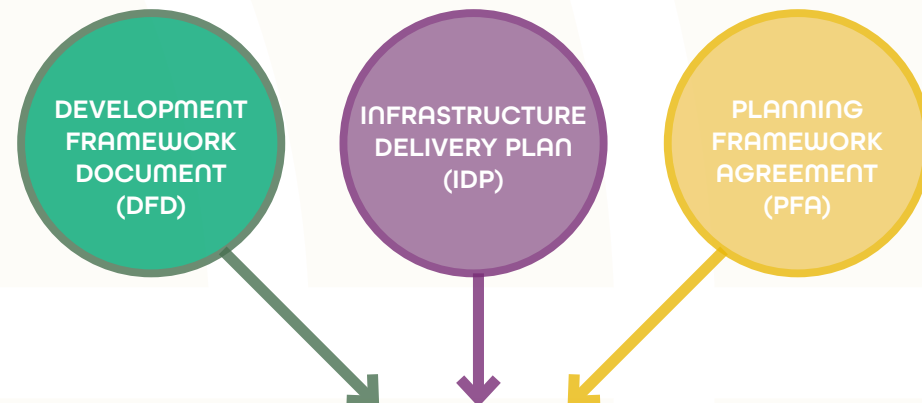 DEVELOPMENT
FRAMEWORK
DOCUMENT
(DFD)
INFRASTRUCTURE
DELIVERY PLAN
(IDP)
PLANNING
FRAMEWORK
AGREEMENT
(PFA)